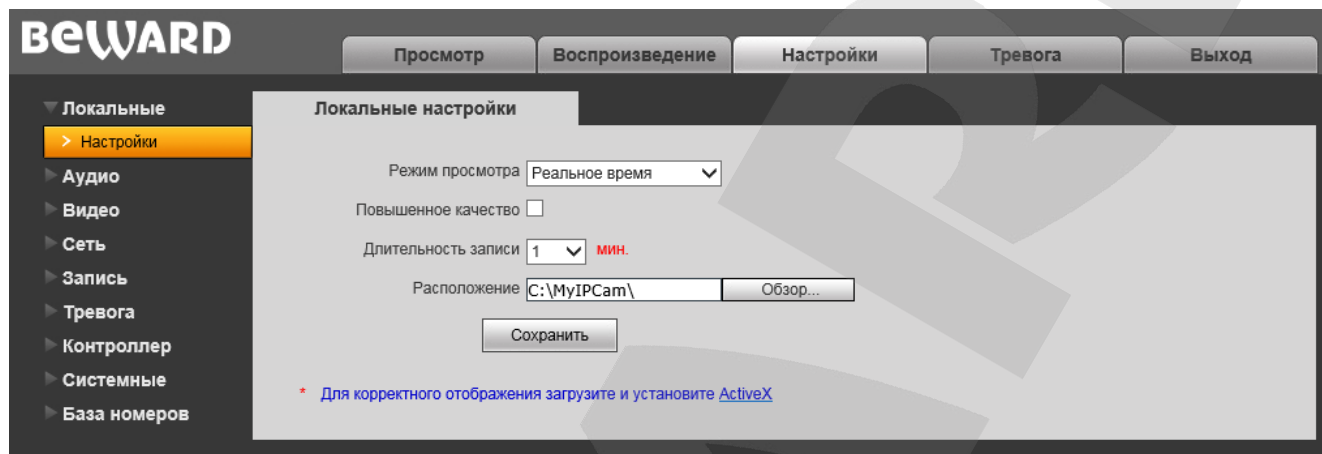 BEWARD
Просмотр Воспроизведение Настройки Тревога Выход
Локальные
Настройки
Аудио
Видео
Сеть
Запись
Тревога
Контроллер
Системные
База номеров
Локальные настройки
Режим просмотра Реальное время
Повышенное качество
Длительность записи 1 мин.
Расположение C:\MyIPCam\ Обзор...
Сохранить
* Для корректного отображения загрузите и установите ActiveX